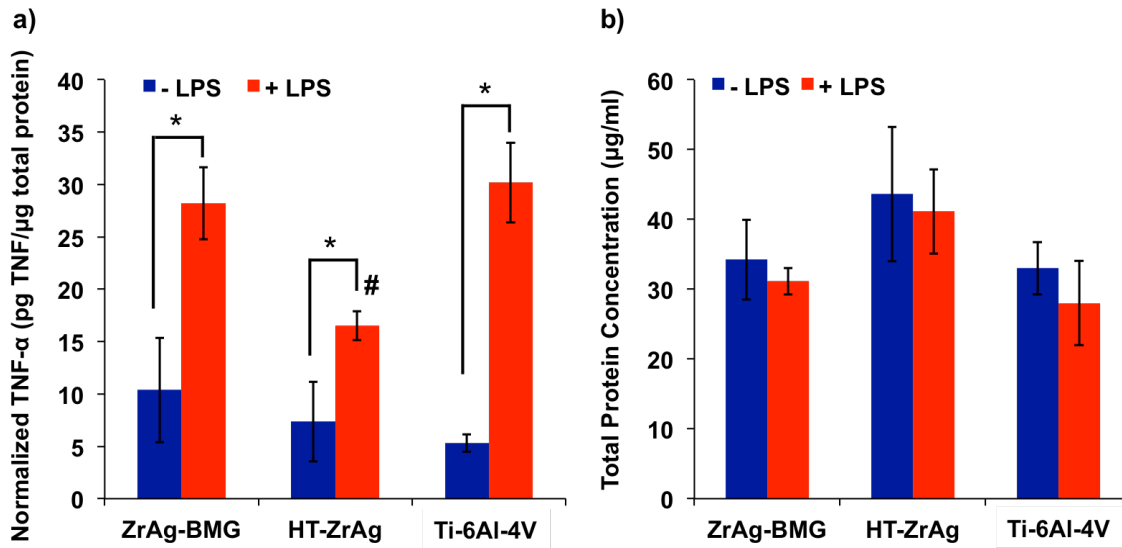 a)
Normalized TNF-α (pg TNF/µg total protein)
- LPS + LPS
40
35
30
25
20
15
10
5
0
*
*
#
*
ZrAg-BMG HT-ZrAg Ti-6Al-4V
b)
Total Protein Concentration (µg/ml)
- LPS + LPS
60
50
40
30
20
10
0
ZrAg-BMG HT-ZrAg Ti-6Al-4V